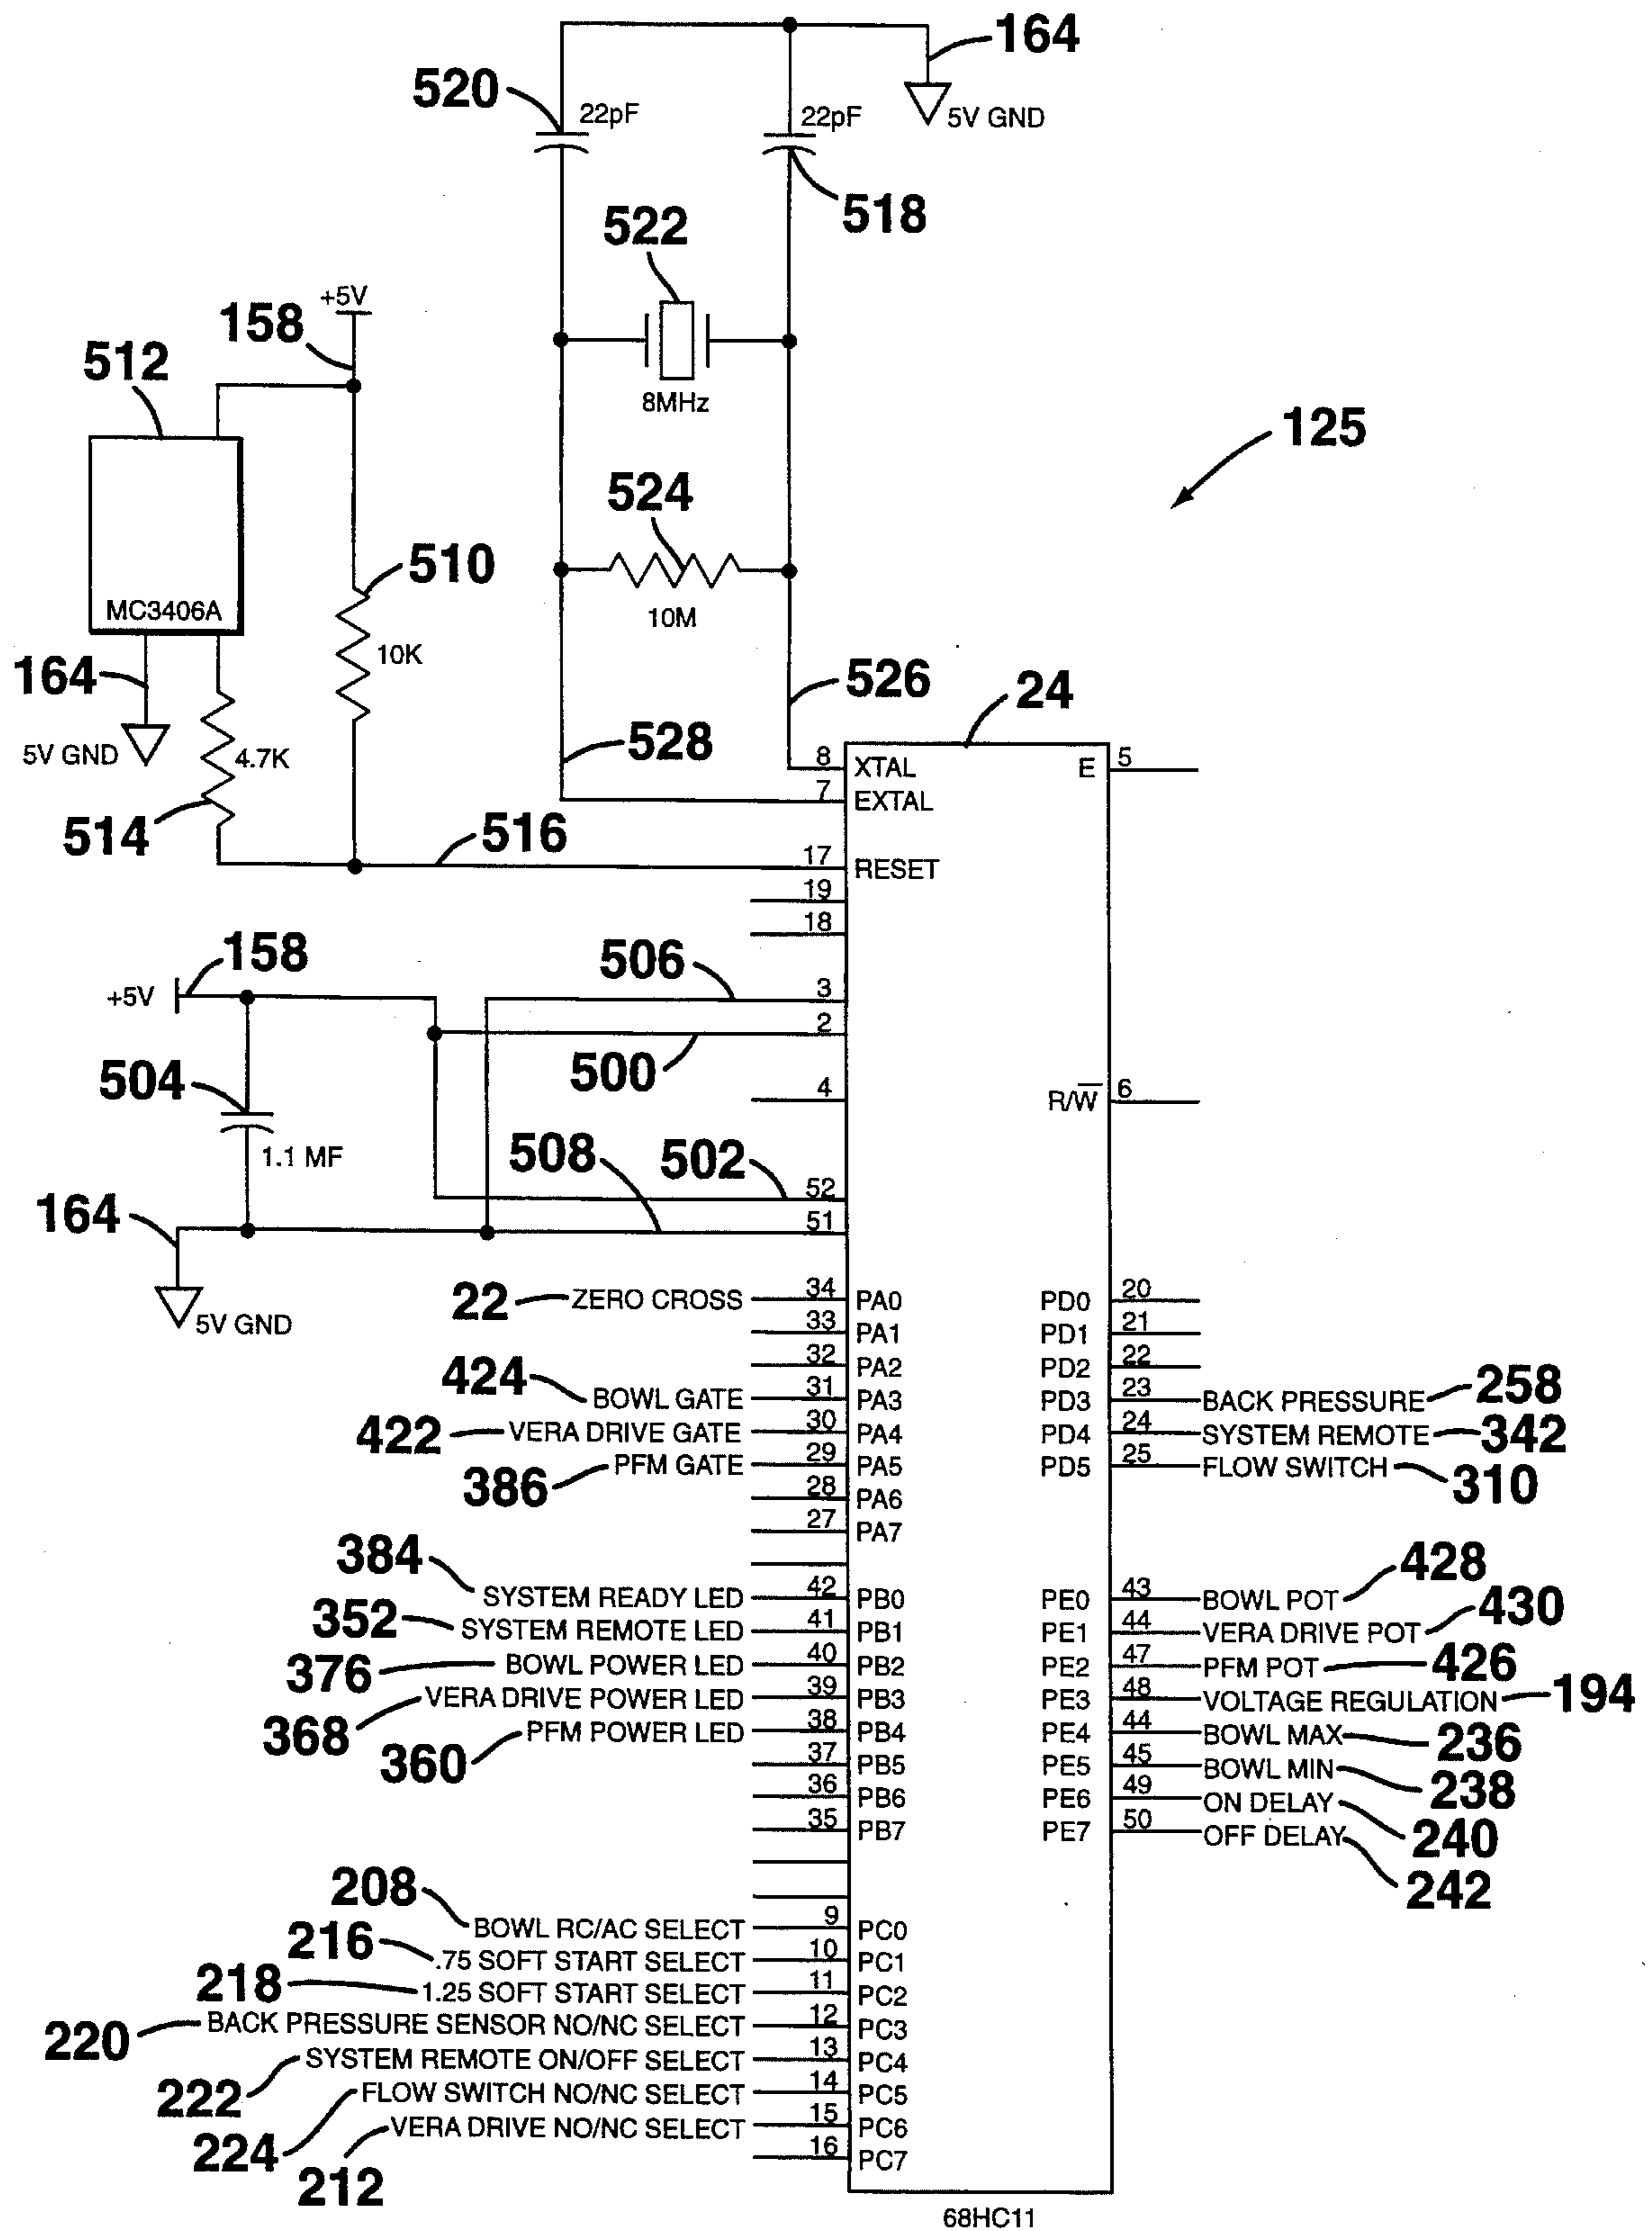 164
520
22pF
22pF
5V GND
518
522
+5V
158
512
8MHz
125
524
510
MC3406A
10M
10K
164
526
24
5V GND
4.7K
528
8 XTAL
E 5
7 EXTAL
514
516
17 RESET
19
18
158
506
+5V
3
2
504
500
4
R/W̅ 6
1.1 MF
508
502
52
164
51
5V GND
22 ZERO CROSS 34 PA0
PD0 20
33 PA1
PD1 21
32 PA2
PD2 22
424 BOWL GATE 31 PA3
PD3 23 BACK PRESSURE 258
422 VERA DRIVE GATE 30 PA4
PD4 24 SYSTEM REMOTE 342
386 PFM GATE 29 PA5
PD5 25 FLOW SWITCH 310
28 PA6
27 PA7
384 SYSTEM READY LED 42 PB0
PE0 43 BOWL POT 428
352 SYSTEM REMOTE LED 41 PB1
PE1 44 VERA DRIVE POT 430
376 BOWL POWER LED 40 PB2
PE2 47 PFM POT 426
368 VERA DRIVE POWER LED 39 PB3
PE3 48 VOLTAGE REGULATION 194
360 PFM POWER LED 38 PB4
PE4 44 BOWL MAX 236
37 PB5
PE5 45 BOWL MIN 238
36 PB6
PE6 49 ON DELAY 240
35 PB7
PE7 50 OFF DELAY 242
208 BOWL RC/AC SELECT 9 PC0
216 .75 SOFT START SELECT 10 PC1
218 1.25 SOFT START SELECT 11 PC2
220 BACK PRESSURE SENSOR NO/NC SELECT 12 PC3
222 SYSTEM REMOTE ON/OFF SELECT 13 PC4
224 FLOW SWITCH NO/NC SELECT 14 PC5
212 VERA DRIVE NO/NC SELECT 15 PC6
16 PC7
68HC11